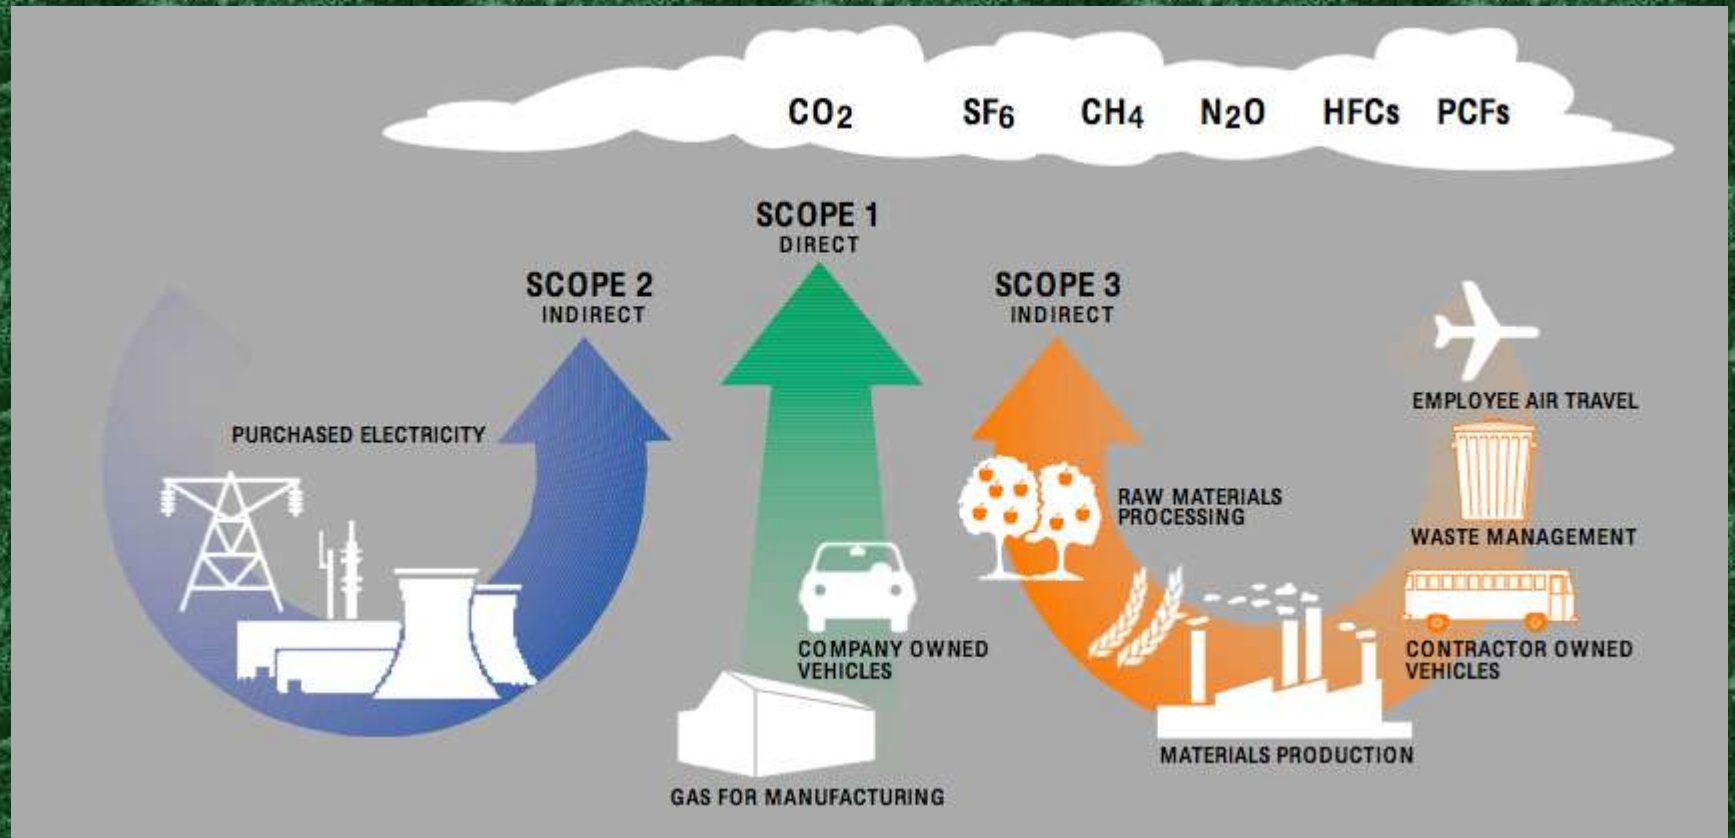 CO2 SF6 CH4 N2O HFCs PCFs
SCOPE 1
DIRECT
SCOPE 2
INDIRECT
SCOPE 3
INDIRECT
PURCHASED ELECTRICITY
COMPANY OWNED
VEHICLES
GAS FOR MANUFACTURING
RAW MATERIALS
PROCESSING
MATERIALS PRODUCTION
EMPLOYEE AIR TRAVEL
WASTE MANAGEMENT
CONTRACTOR OWNED
VEHICLES